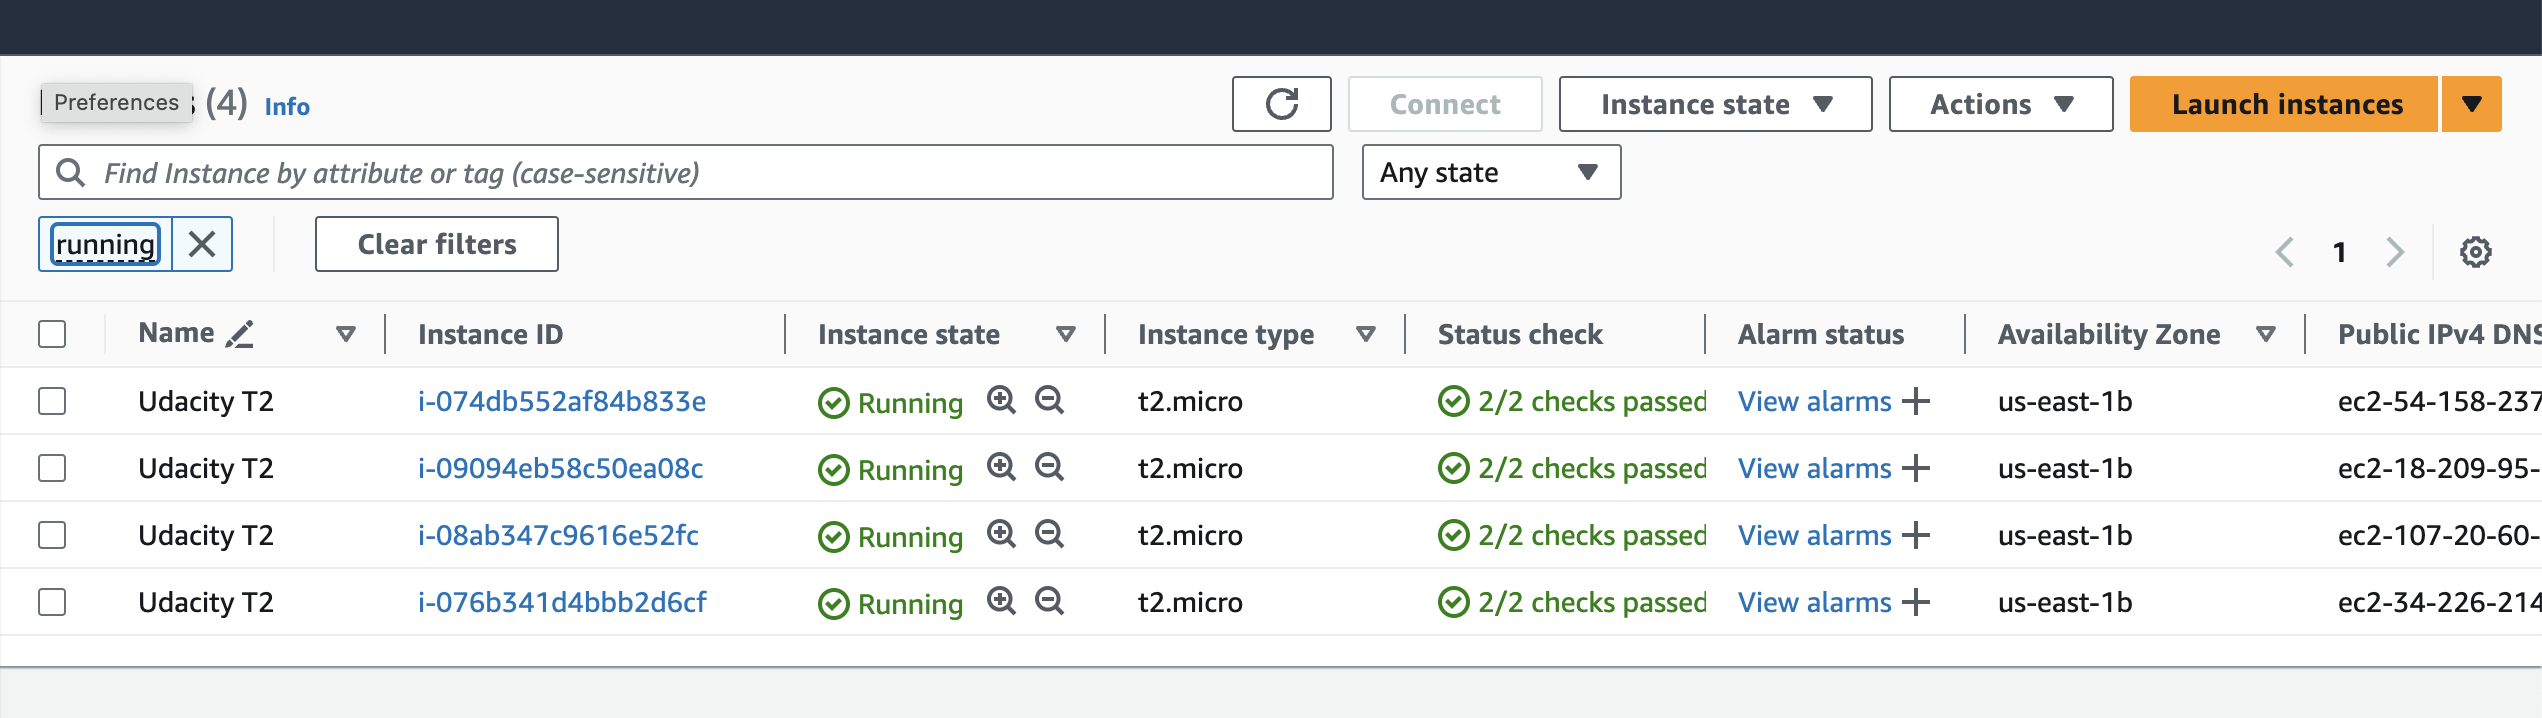 Preferences (4) Info
Connect Instance state Actions Launch instances
Find Instance by attribute or tag (case-sensitive) Any state
running Clear filters 1
Name Instance ID Instance state Instance type Status check Alarm status Availability Zone Public IPv4 DNS
Udacity T2 i-074db552af84b833e Running t2.micro 2/2 checks passed View alarms us-east-1b ec2-54-158-237
Udacity T2 i-09094eb58c50ea08c Running t2.micro 2/2 checks passed View alarms us-east-1b ec2-18-209-95-
Udacity T2 i-08ab347c9616e52fc Running t2.micro 2/2 checks passed View alarms us-east-1b ec2-107-20-60-
Udacity T2 i-076b341d4bbb2d6cf Running t2.micro 2/2 checks passed View alarms us-east-1b ec2-34-226-214